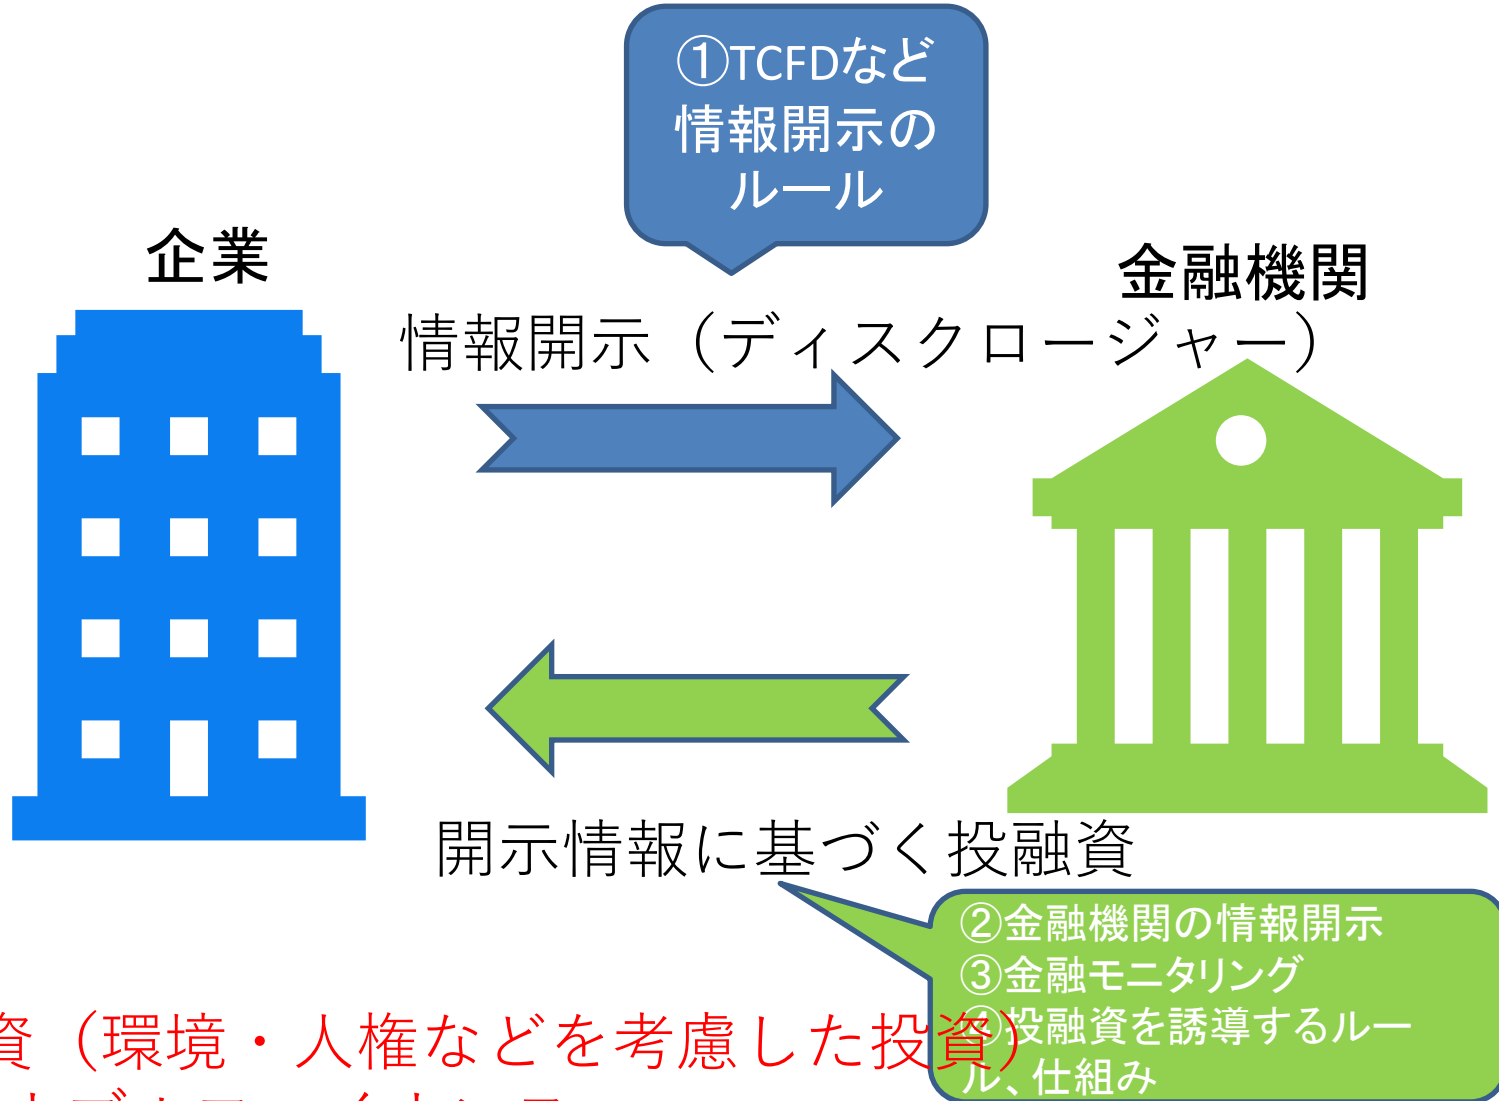 ①TCFDなど
情報開示の
ルール
企業
金融機関
情報開示（ディスクロージャー）
開示情報に基づく投融資
②金融機関の情報開示
③金融モニタリング
④投融資を誘導するルー
ル、仕組み
資（環境・人権などを考慮した投資）